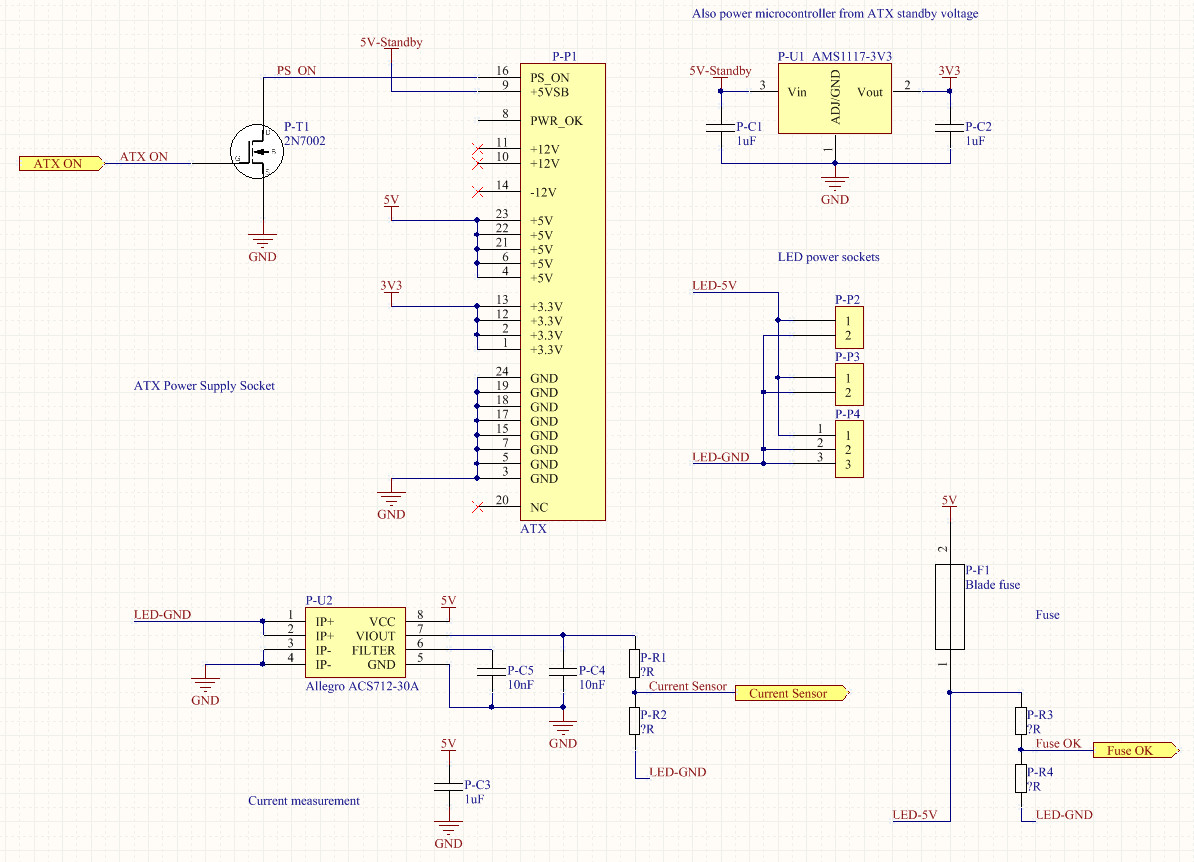 Also power microcontroller from ATX standby voltage
5V-Standby
P-P1
PS_ON
16 PS_ON
9 +5VSB
8 PWR_OK
11 +12V
10 +12V
14 -12V
5V
23 +5V
22 +5V
21 +5V
6 +5V
4 +5V
3V3
13 +3.3V
12 +3.3V
2 +3.3V
1 +3.3V
24 GND
19 GND
18 GND
17 GND
15 GND
7 GND
5 GND
3 GND
GND
20 NC
ATX
P-T1
2N7002
D
G
S
S
ATX ON
ATX ON
GND
ATX Power Supply Socket
P-U1 AMS1117-3V3
5V-Standby
3 Vin
ADJ/GND
Vout 2
3V3
1
P-C1
1uF
P-C2
1uF
GND
LED power sockets
LED-5V
P-P2
1
2
P-P3
1
2
P-P4
1 1
2 2
3 3
LED-GND
P-U2
LED-GND
1 IP+ VCC 8
2 IP+ VIOUT 7
3 IP- FILTER 6
4 IP- GND 5
Allegro ACS712-30A
5V
GND
P-C5
10nF
P-C4
10nF
GND
P-R1
?R
Current Sensor
Current Sensor
P-R2
?R
LED-GND
5V
P-C3
1uF
GND
Current measurement
5V
2
P-F1
Blade fuse
1
Fuse
P-R3
?R
Fuse OK
Fuse OK
P-R4
?R
LED-5V
LED-GND